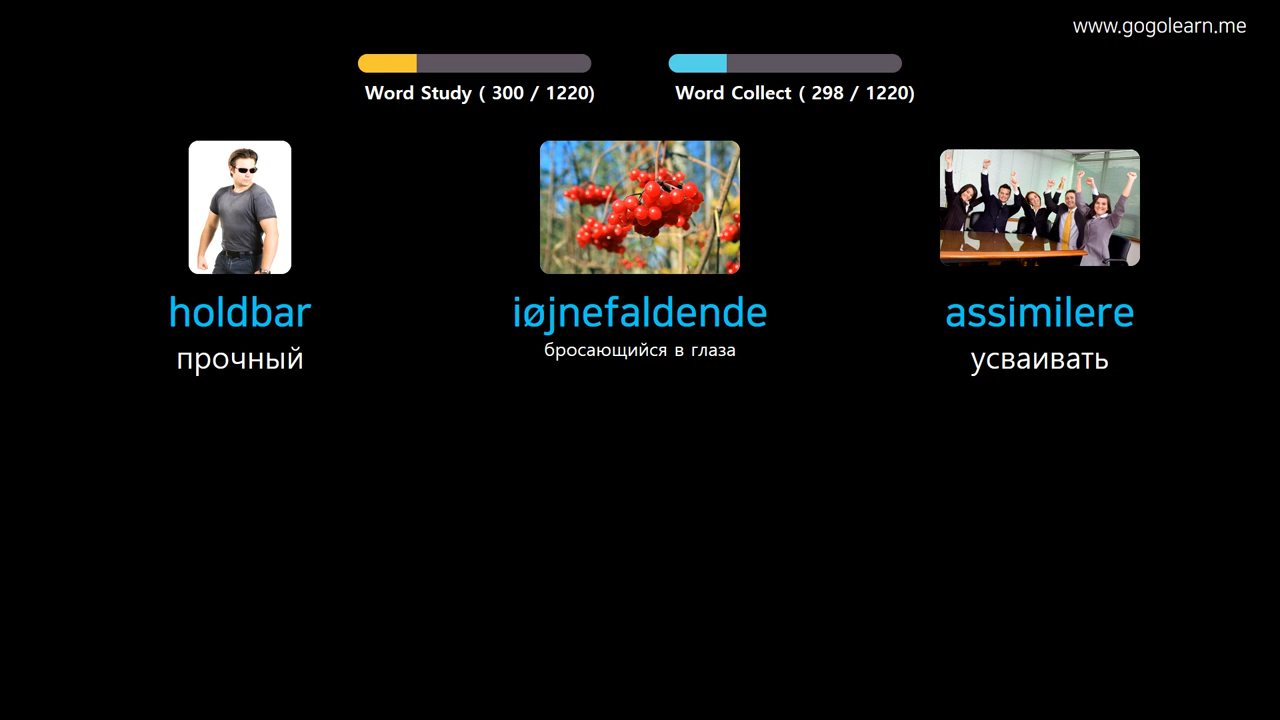 www.gogolearn.me
Word Study ( 300 / 1220)
Word Collect ( 298 / 1220)
holdbar
iøjnefaldende
assimilere
прочный
бросающийся в глаза
усваивать